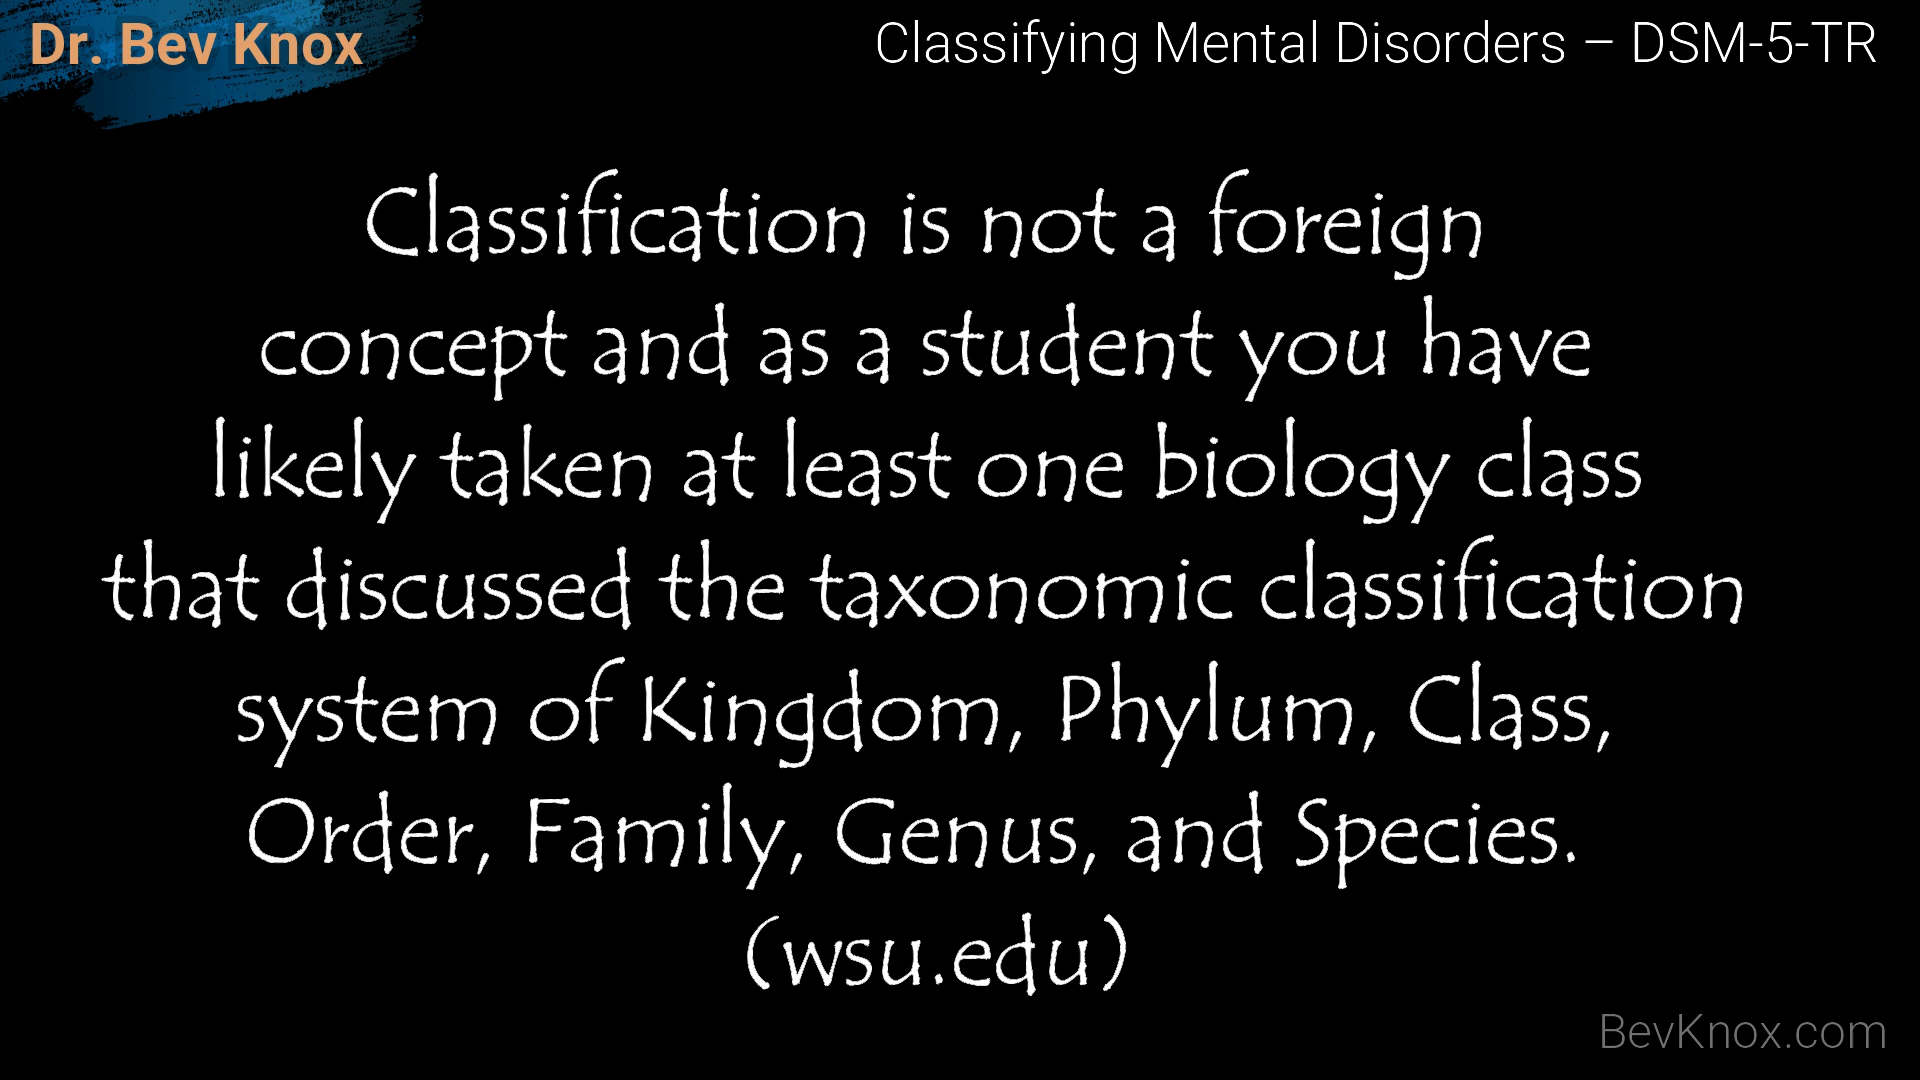 Dr. Bev Knox
Classifying Mental Disorders – DSM-5-TR
Classification is not a foreign
concept and as a student you have
likely taken at least one biology class
that discussed the taxonomic classification
system of Kingdom, Phylum, Class,
Order, Family, Genus, and Species.
(wsu.edu)
BevKnox.com